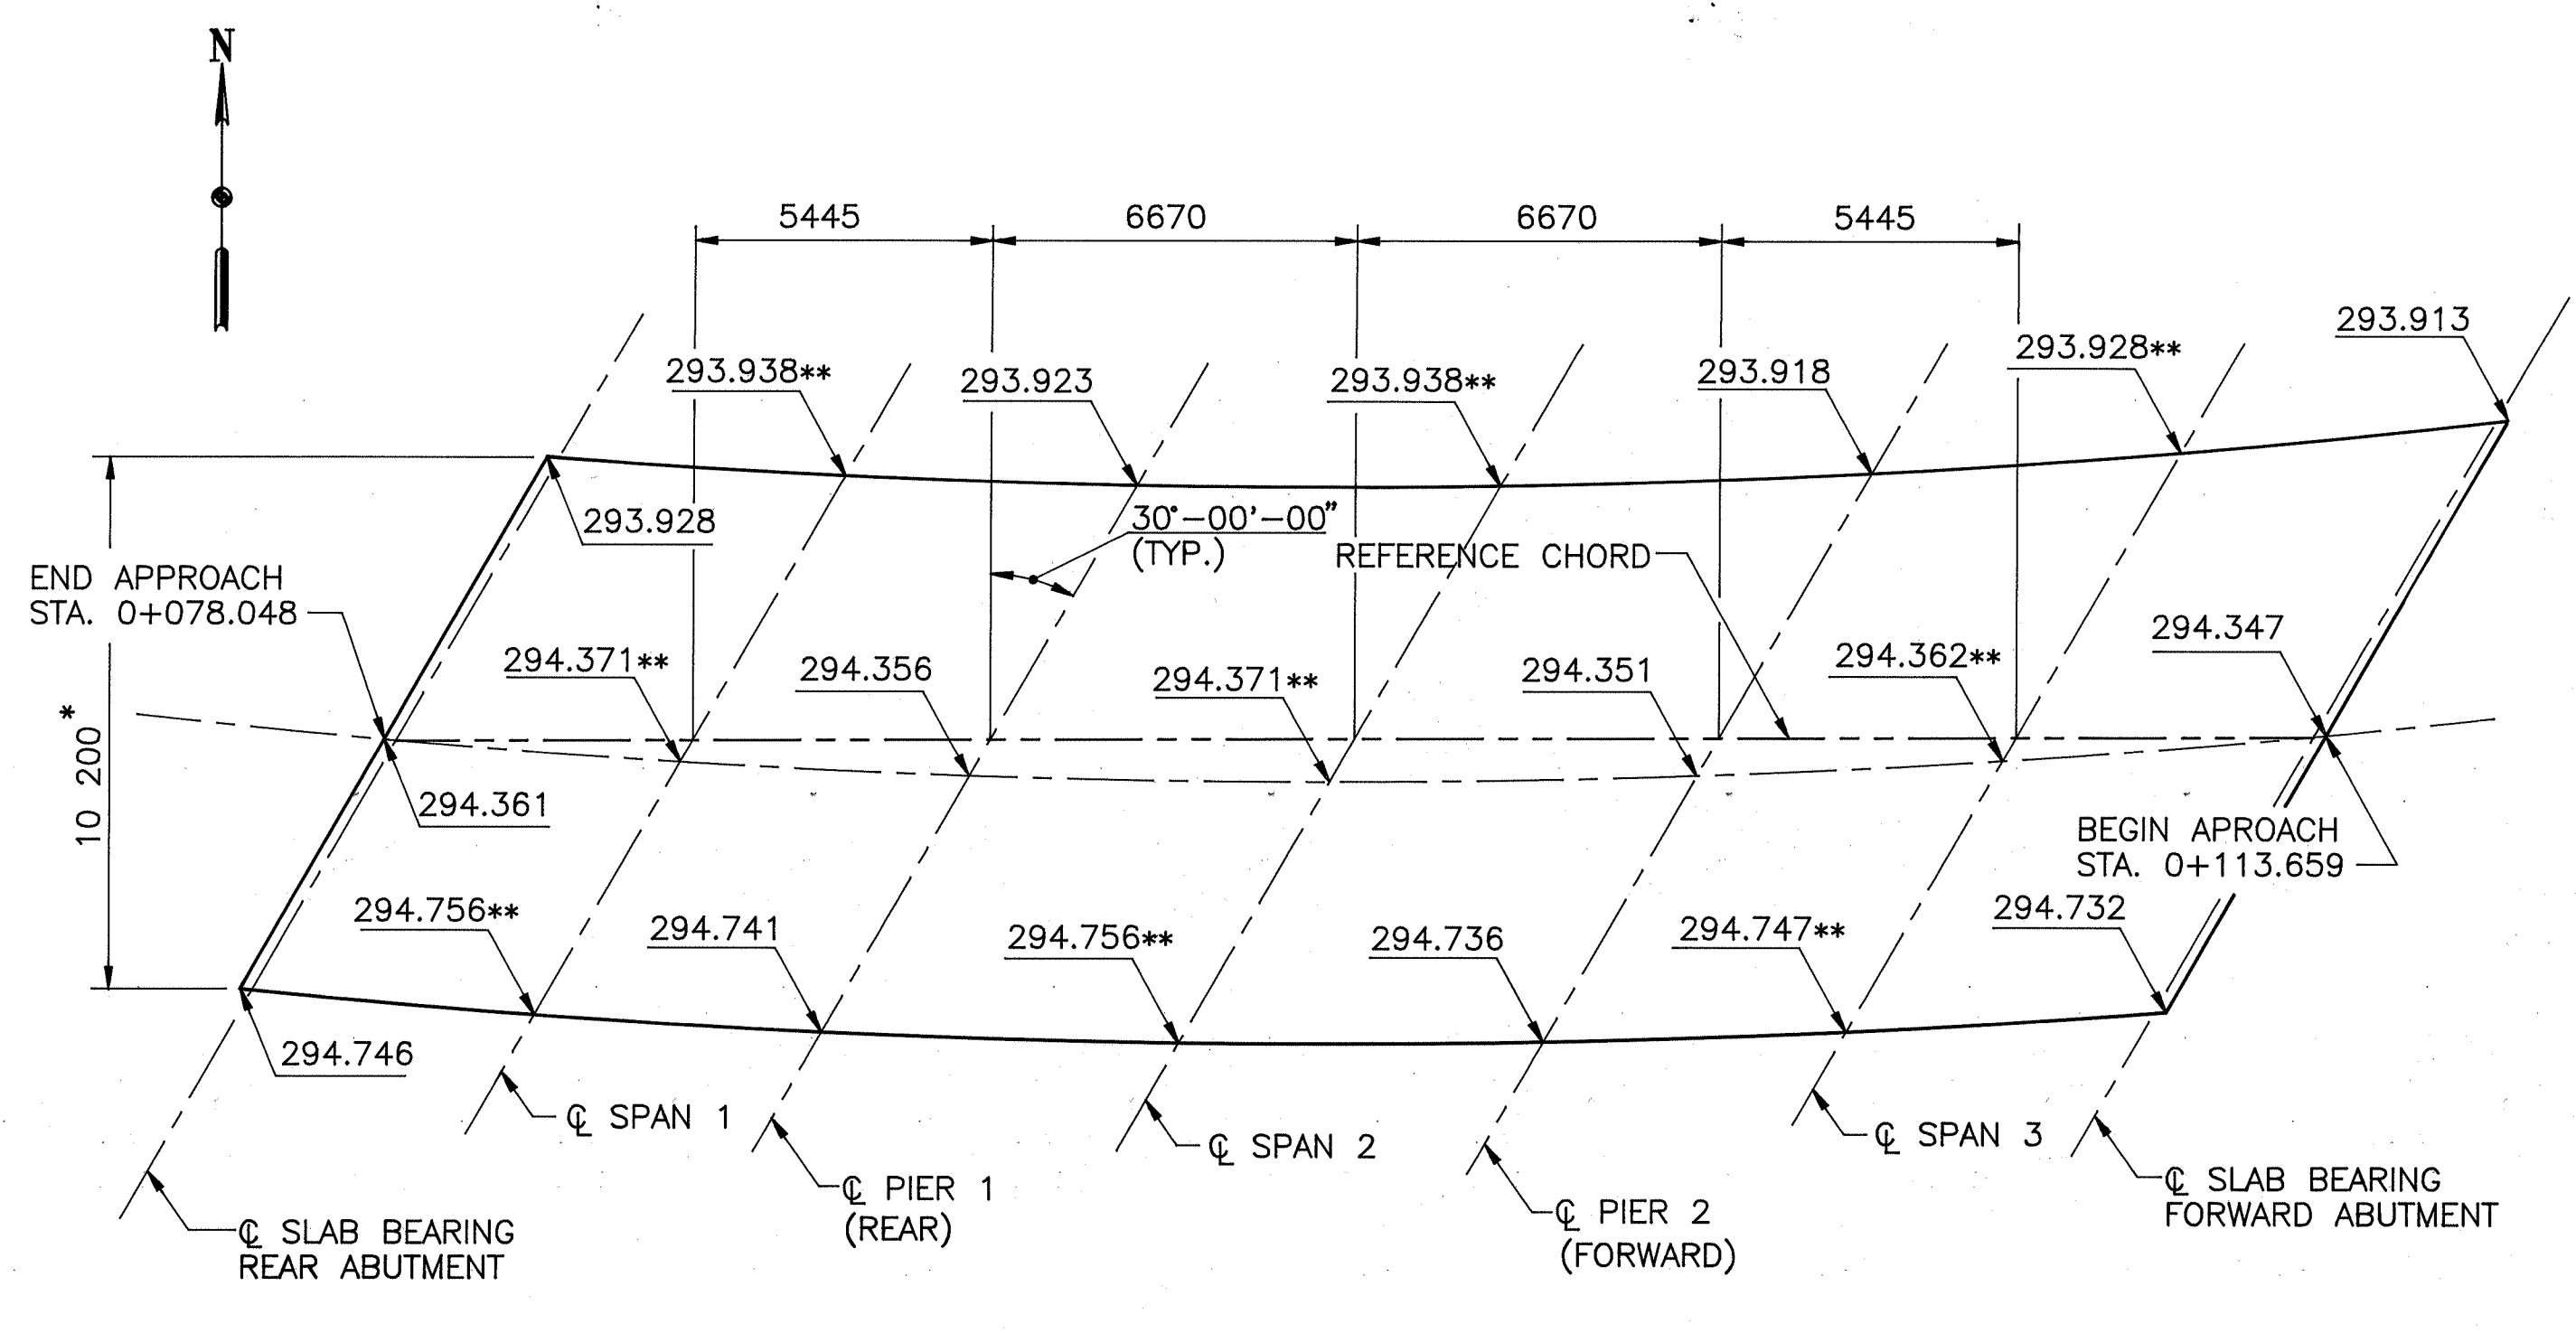 N
5445 6670 6670 5445
293.913
293.938** 293.923 293.938** 293.918 293.928**
293.928
30°-00'-00"
(TYP.)
REFERENCE CHORD
END APPROACH
STA. 0+078.048
294.371** 294.356 294.371** 294.351 294.362** 294.347
*
10 200
294.361
BEGIN APROACH
STA. 0+113.659
294.756** 294.741 294.756** 294.736 294.747** 294.732
294.746
℄ SPAN 1
℄ SPAN 2
℄ SPAN 3
℄ PIER 1
(REAR)
℄ PIER 2
(FORWARD)
℄ SLAB BEARING
REAR ABUTMENT
℄ SLAB BEARING
FORWARD ABUTMENT